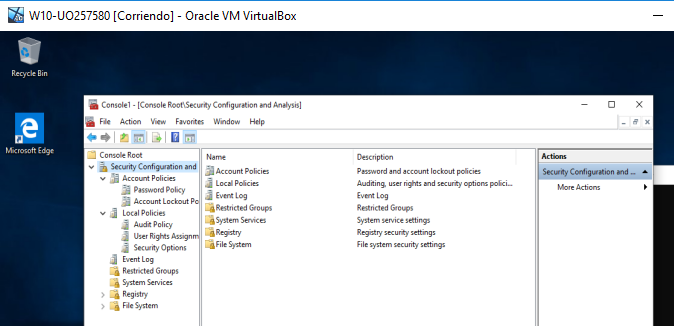 W10-UO257580 [Corriendo] - Oracle VM VirtualBox
Recycle Bin
Microsoft Edge
Console1 - [Console Root\Security Configuration and Analysis]
File Action View Favorites Window Help
Console Root
Security Configuration and
Account Policies
Password Policy
Account Lockout Po
Local Policies
Audit Policy
User Rights Assignm
Security Options
Event Log
Restricted Groups
System Services
Registry
File System
Name Description
Account Policies Password and account lockout policies
Local Policies Auditing, user rights and security options polici...
Event Log Event Log
Restricted Groups Restricted Groups
System Services System service settings
Registry Registry security settings
File System File system security settings
Actions
Security Configuration and ...
More Actions